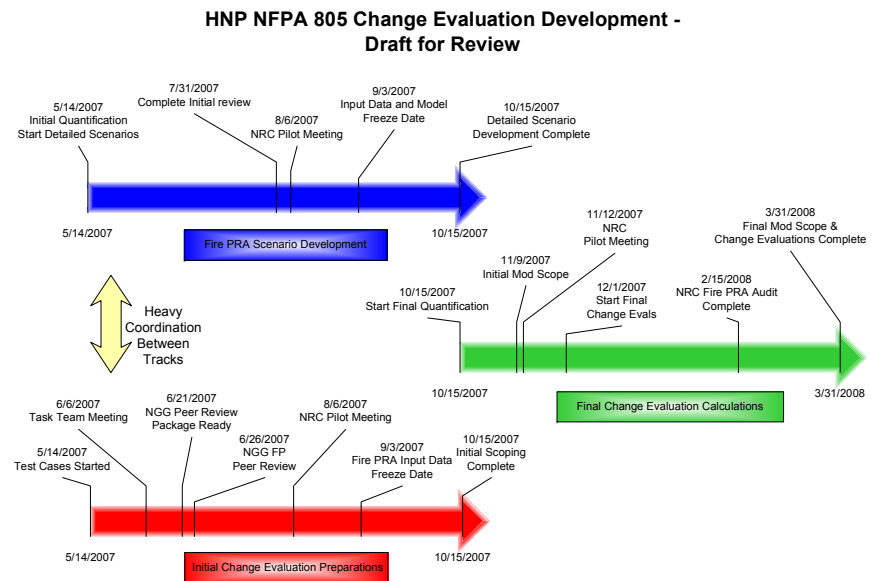 HNP NFPA 805 Change Evaluation Development -
Draft for Review
5/14/2007
Initial Quantification
Start Detailed Scenarios
7/31/2007
Complete Initial review
8/6/2007
NRC Pilot Meeting
9/3/2007
Input Data and Model
Freeze Date
10/15/2007
Detailed Scenario
Development Complete
5/14/2007
10/15/2007
Fire PRA Scenario Development
Heavy
Coordination
Between
Tracks
10/15/2007
Start Final Quantification
11/9/2007
Initial Mod Scope
11/12/2007
NRC
Pilot Meeting
12/1/2007
Start Final
Change Evals
2/15/2008
NRC Fire PRA Audit
Complete
3/31/2008
Final Mod Scope &
Change Evaluations Complete
10/15/2007
3/31/2008
Final Change Evaluation Calculations
5/14/2007
Test Cases Started
6/6/2007
Task Team Meeting
6/21/2007
NGG Peer Review
Package Ready
6/26/2007
NGG FP
Peer Review
8/6/2007
NRC Pilot Meeting
9/3/2007
Fire PRA Input Data
Freeze Date
10/15/2007
Initial Scoping
Complete
5/14/2007
10/15/2007
Initial Change Evaluation Preparations